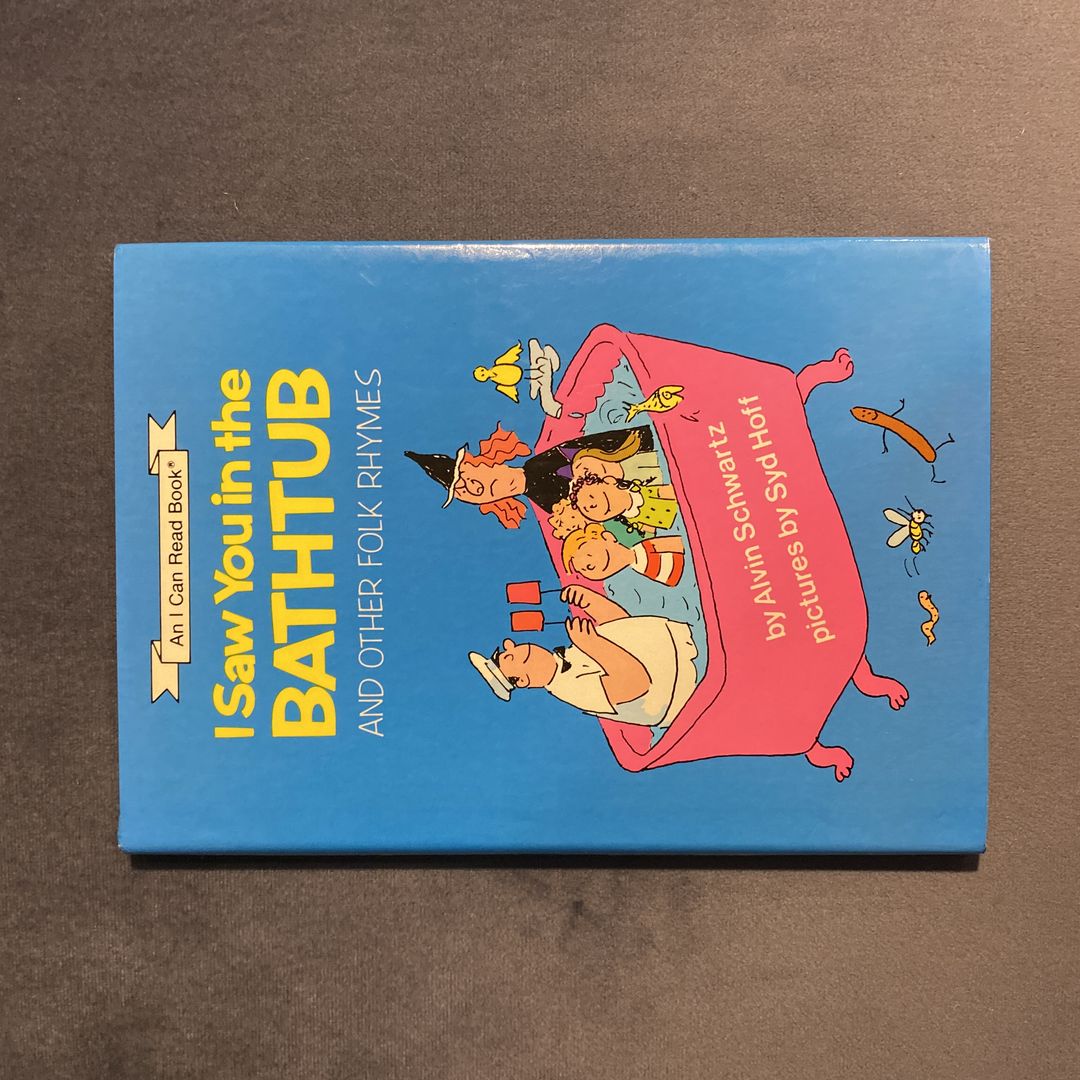 An I Can Read Book®
I Saw You in the
BATHTUB
AND OTHER FOLK RHYMES
by Alvin Schwartz
pictures by Syd Hoff